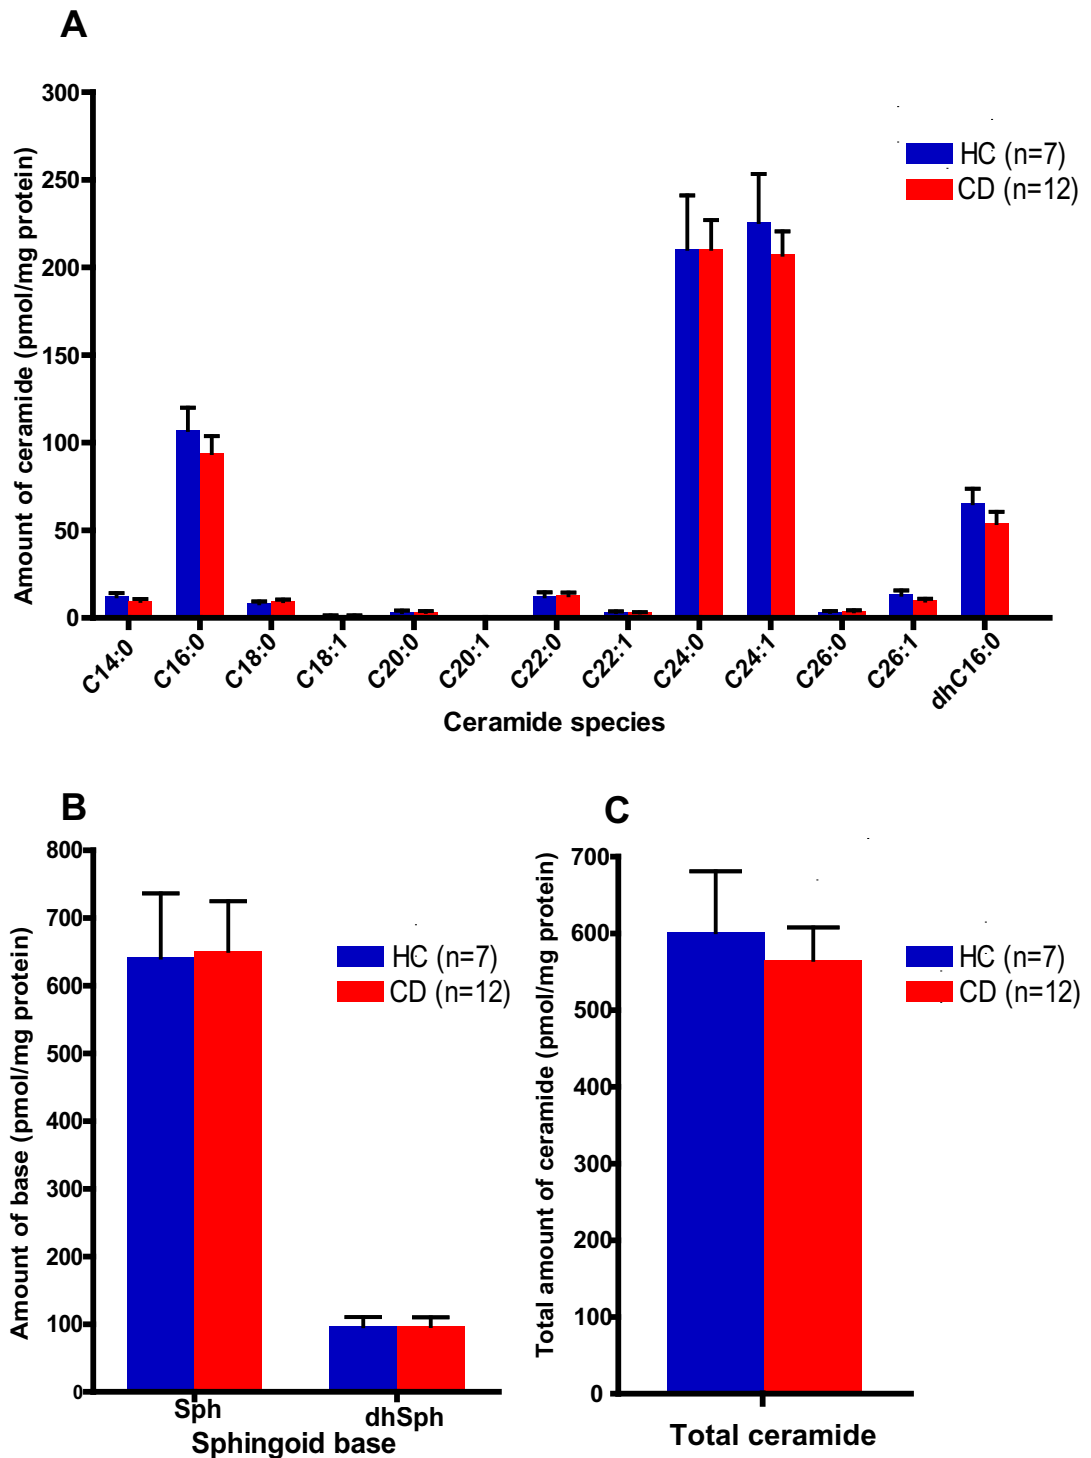 A
300
250
200
150
100
50
0
Amount of ceramide (pmol/mg protein)
HC (n=7)
CD (n=12)
C14:0
C16:0
C18:0
C18:1
C20:0
C20:1
C22:0
C22:1
C24:0
C24:1
C26:0
C26:1
dhC16:0
Ceramide species
B
800
700
600
500
400
300
200
100
0
Amount of base (pmol/mg protein)
HC (n=7)
CD (n=12)
Sph
dhSph
Sphingoid base
C
700
600
500
400
300
200
100
0
Total amount of ceramide (pmol/mg protein)
HC (n=7)
CD (n=12)
Total ceramide